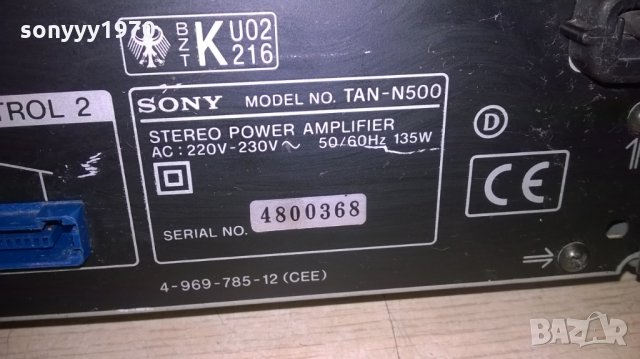 sonyyy1970
BZT K U02 216
TROL 2
SONY MODEL NO. TAN-N500
STEREO POWER AMPLIFIER
AC : 220V-230V ~ 50/60Hz 135W
D
CE
SERIAL NO. 4800368
4-969-785-12 (CEE)
BAZAR